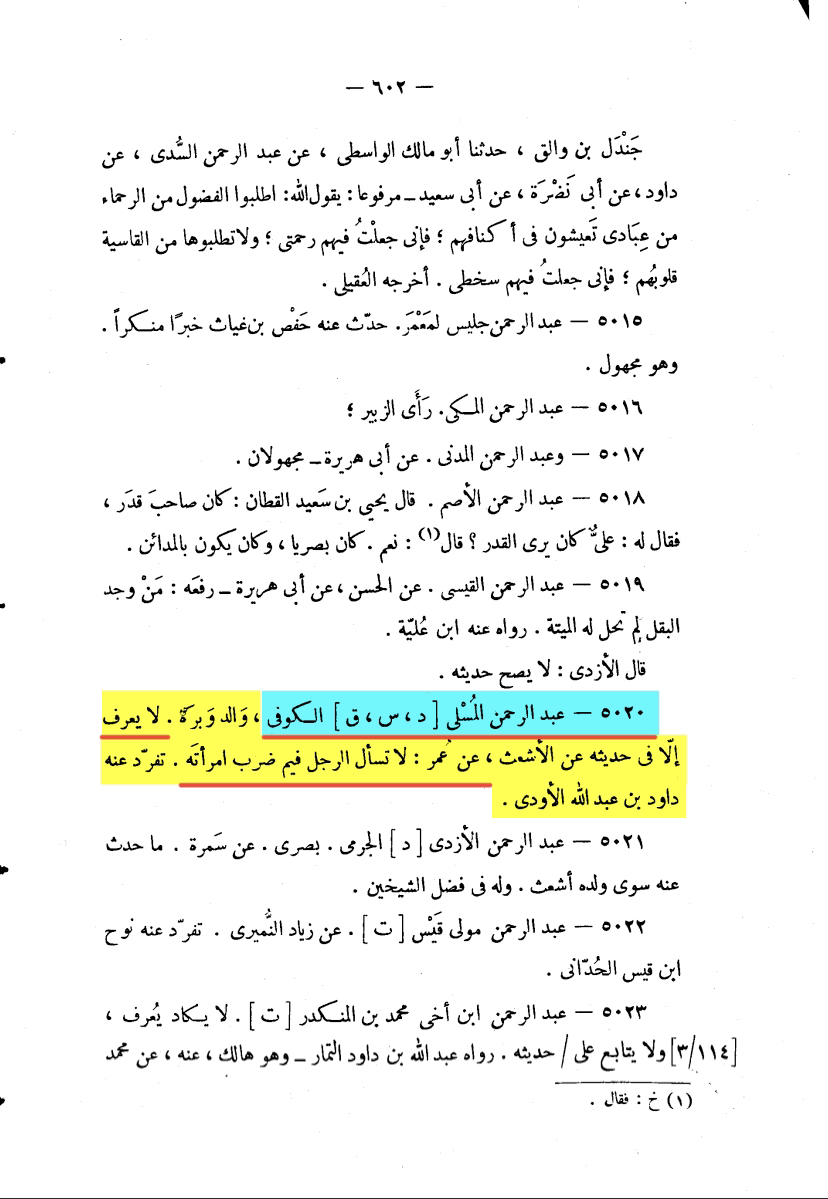 — ٦٠٢ —
جَنْدَل بن والق ، حدثنا أبو مالك الواسطى ، عن عبد الرحمن السُّدى ، عن
داود ، عن أبى نَضْرَة ، عن أبى سعيد ــ مرفوعا : يقول الله : اطلبوا الفضول من الرحماء
من عِبَادى تَعيشون فى أكنافهم ؛ فإنى جعلْتُ فيهم رحمتى ؛ ولا تطلبوها من القاسية
قلوبُهم ؛ فإنى جعلتُ فيهم سخطى . أخرجه العُقيلى .
٥٠١٥ — عبد الرحمن جليس لمَعْمَرَ. حدّث عنه حَفْص بن غياث خبرًا منكراً .
وهو مجهول .
٥٠١٦ — عبد الرحمن المكى. رَأَى الزبير ؛
٥٠١٧ — وعبد الرحمن المدنى . عن أبى هريرة ــ مجهولان .
٥٠١٨ — عبد الرحمن الأصم . قال يحيى بن سَعيد القطان : كان صاحبَ قدَر ،
فقال له : علىٌّ كان يرى القدر ؟ قال(١) : نعم . كان بصريا ، وكان يكون بالمدائن .
٥٠١٩ — عبد الرحمن القيسى . عن الحسن ، عن أبى هريرة ــ رفعَه : مَنْ وجد
البقل لم تحل له الميتة . رواه عنه ابن عُليّة .
قال الأزدى : لا يصح حديثه .
٥٠٢٠ — عبد الرحمن المُسْلى [ د ، س ، ق ] الكوفى ، وَالد وَبرَة . لا يعرف
إلّا فى حديثه عن الأشعث ، عن عُمر : لا تسأل الرجل فيم ضرب امرأتَه . تفرّد عنه
داود بن عبد الله الأودى .
٥٠٢١ — عبد الرحمن الأزدى [ د ] الجرمى . بصرى . عن سَمرة . ما حدث
عنه سوى ولده أشعث . وله فى فضل الشيخين .
٥٠٢٢ — عبد الرحمن مولى قَيْس [ ت ] . عن زياد النُّميرى . تفرّد عنه نوح
ابن قيس الحُدّانى .
٥٠٢٣ — عبد الرحمن ابن أخى محمد بن المنكدر [ ت ] . لا يكاد يُعرف ،
[٣/١١٤] ولا يتابع على / حديثه . رواه عبد الله بن داود التمار ــ وهو هالك ، عنه ، عن محمد
(١) خ : فقال .